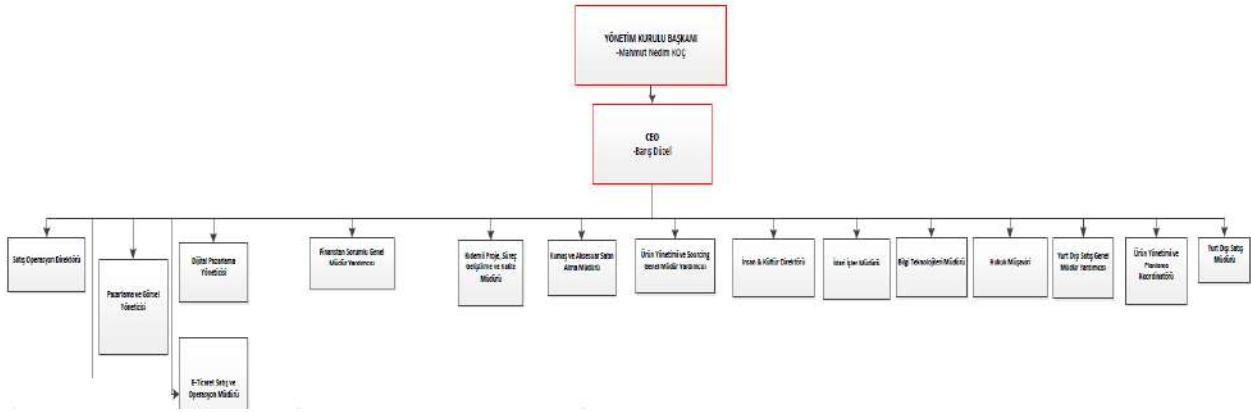 YÖNETİM KURULU BAŞKANI
-Mahmut Nedim KOÇ
CEO
-Barış Düzel
Satış Operasyon Direktörü
Pazarlama ve Görsel
Yöneticisi
Dijital Pazarlama
Yöneticisi
E-Ticaret Satış ve
Operasyon Müdürü
Finanstan Sorumlu Genel
Müdür Yardımcısı
Kıdemli Proje, Süreç
Geliştirme ve Kalite
Müdürü
Kumaş ve Aksesuar Satın
Alma Müdürü
Ürün Yönetimi ve Sourcing
Genel Müdür Yardımcısı
İnsan & Kültür Direktörü
İdari İşler Müdürü
Bilgi Teknolojileri Müdürü
Hukuk Müşaviri
Yurt Dışı Satış Genel
Müdür Yardımcısı
Ürün Yönetimi ve
Planlama
Koordinatörü
Yurt Dışı Satış
Müdürü